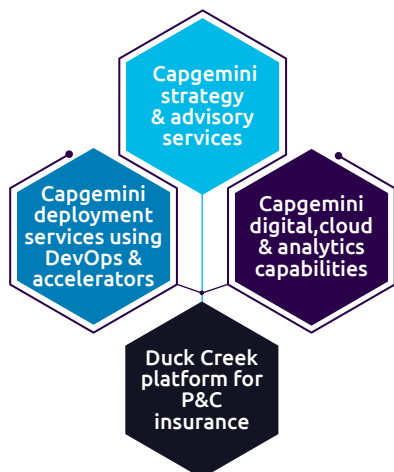 Capgemini
strategy
& advisory
services
Capgemini
deployment
services using
DevOps &
accelerators
Capgemini
digital,cloud
& analytics
capabilities
Duck Creek
platform for
P&C
insurance